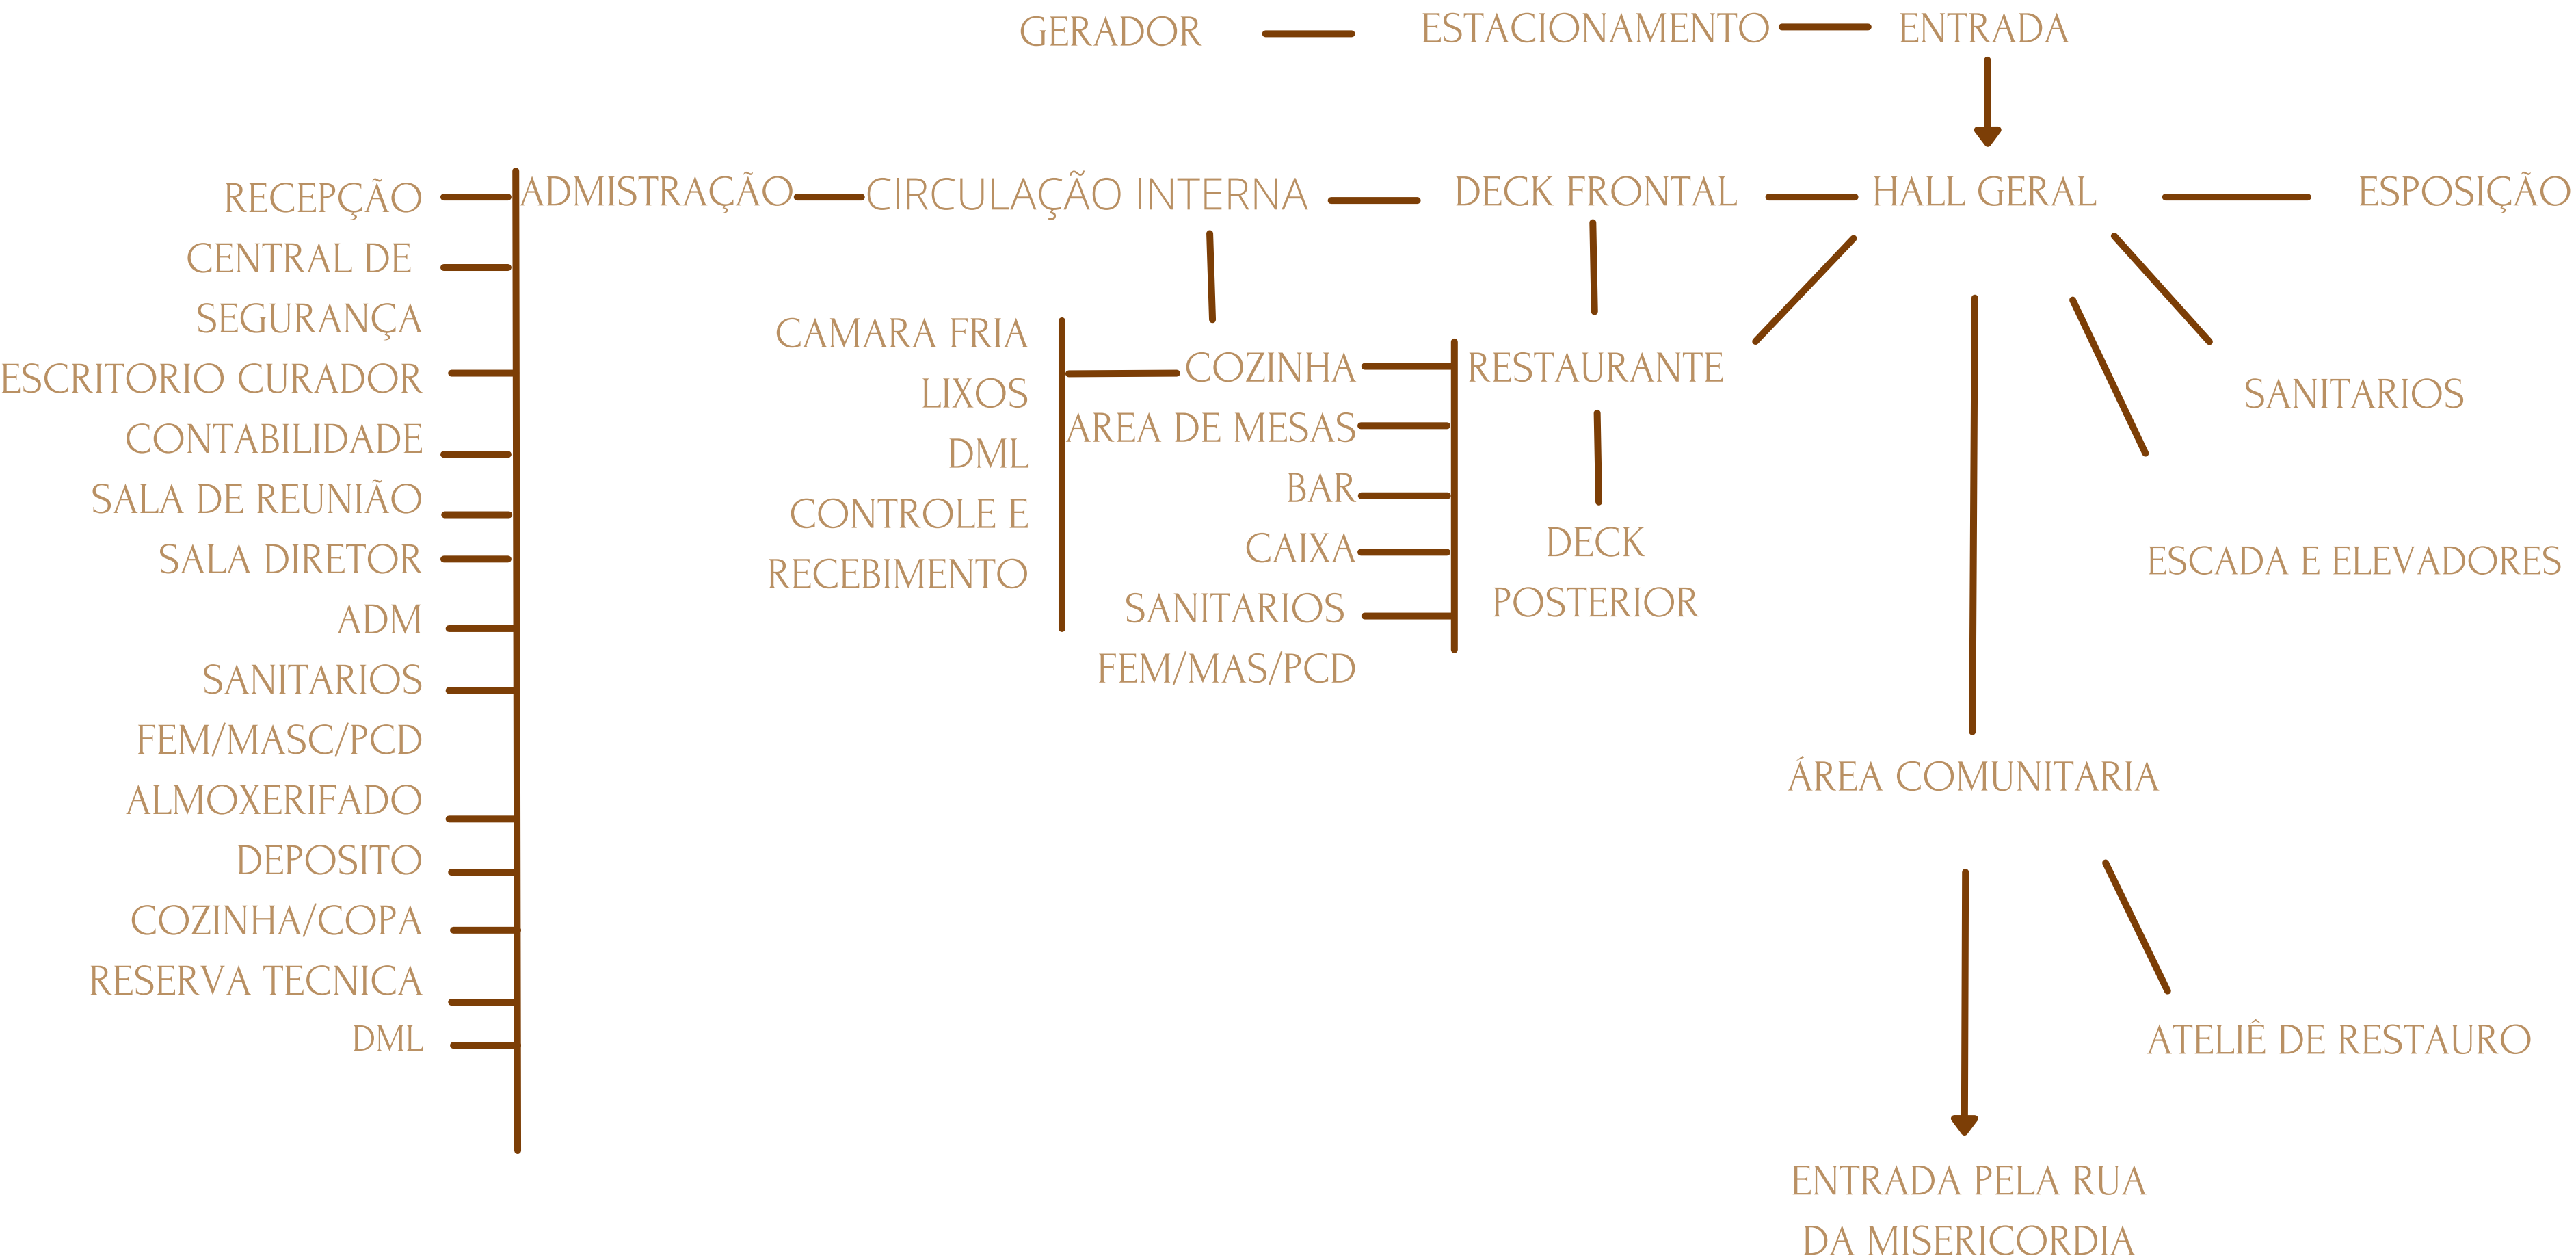 GERADOR
ESTACIONAMENTO
ENTRADA
RECEPÇÃO
CENTRAL DE
SEGURANÇA
ESCRITORIO CURADOR
CONTABILIDADE
SALA DE REUNIÃO
SALA DIRETOR
ADM
SANITARIOS
FEM/MASC/PCD
ALMOXERIFADO
DEPOSITO
COZINHA/COPA
RESERVA TECNICA
DML
ADMISTRAÇÃO
CIRCULAÇÃO INTERNA
DECK FRONTAL
HALL GERAL
ESPOSIÇÃO
CAMARA FRIA
LIXOS
DML
CONTROLE E
RECEBIMENTO
COZINHA
AREA DE MESAS
BAR
CAIXA
SANITARIOS
FEM/MAS/PCD
RESTAURANTE
DECK
POSTERIOR
SANITARIOS
ESCADA E ELEVADORES
ÁREA COMUNITARIA
ATELIÊ DE RESTAURO
ENTRADA PELA RUA
DA MISERICORDIA